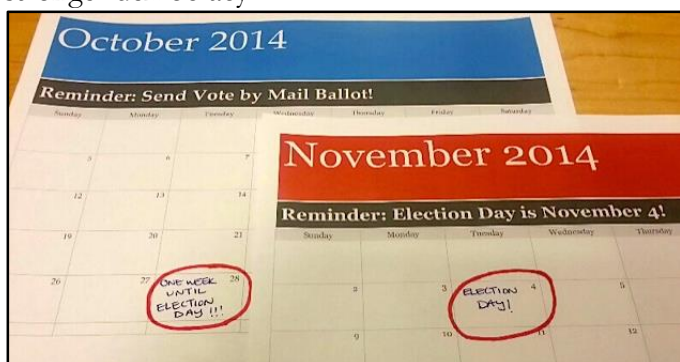 October 2014
Reminder: Send Vote by Mail Ballot!
Sunday Monday Tuesday Wednesday Thursday Friday Saturday
5 6 7
12 13 14
19 20 21
26 27 28
ONE WEEK
UNTIL
ELECTION
DAY!!!
November 2014
Reminder: Election Day is November 4!
Sunday Monday Tuesday Wednesday Thursday
2 3 4 5
ELECTION
DAY!
9 10 11 12